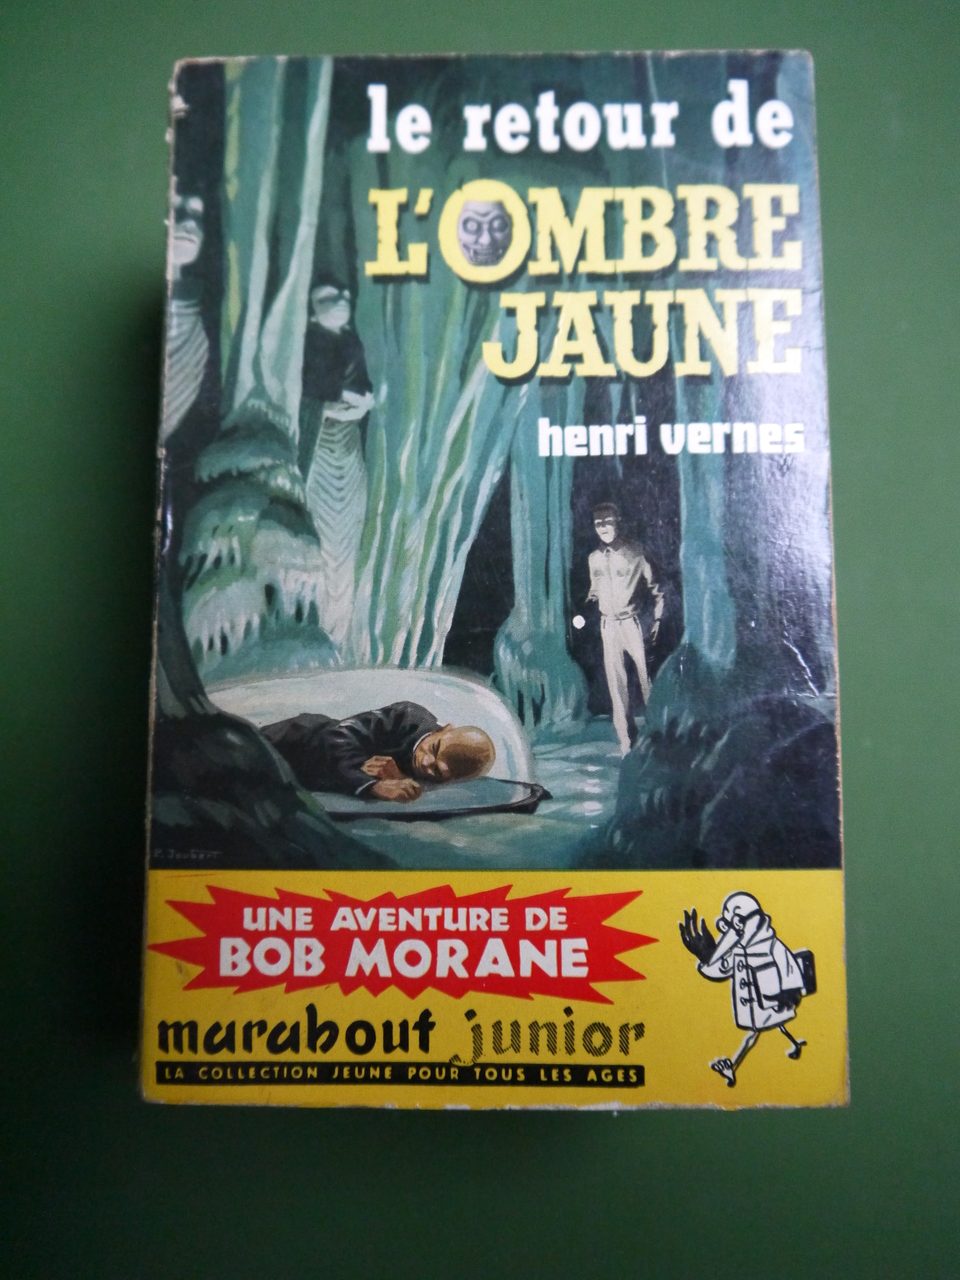 le retour de
L'OMBRE
JAUNE
henri vernes
P. Joubert
UNE AVENTURE DE
BOB MORANE
marabout junior
LA COLLECTION JEUNE POUR TOUS LES AGES